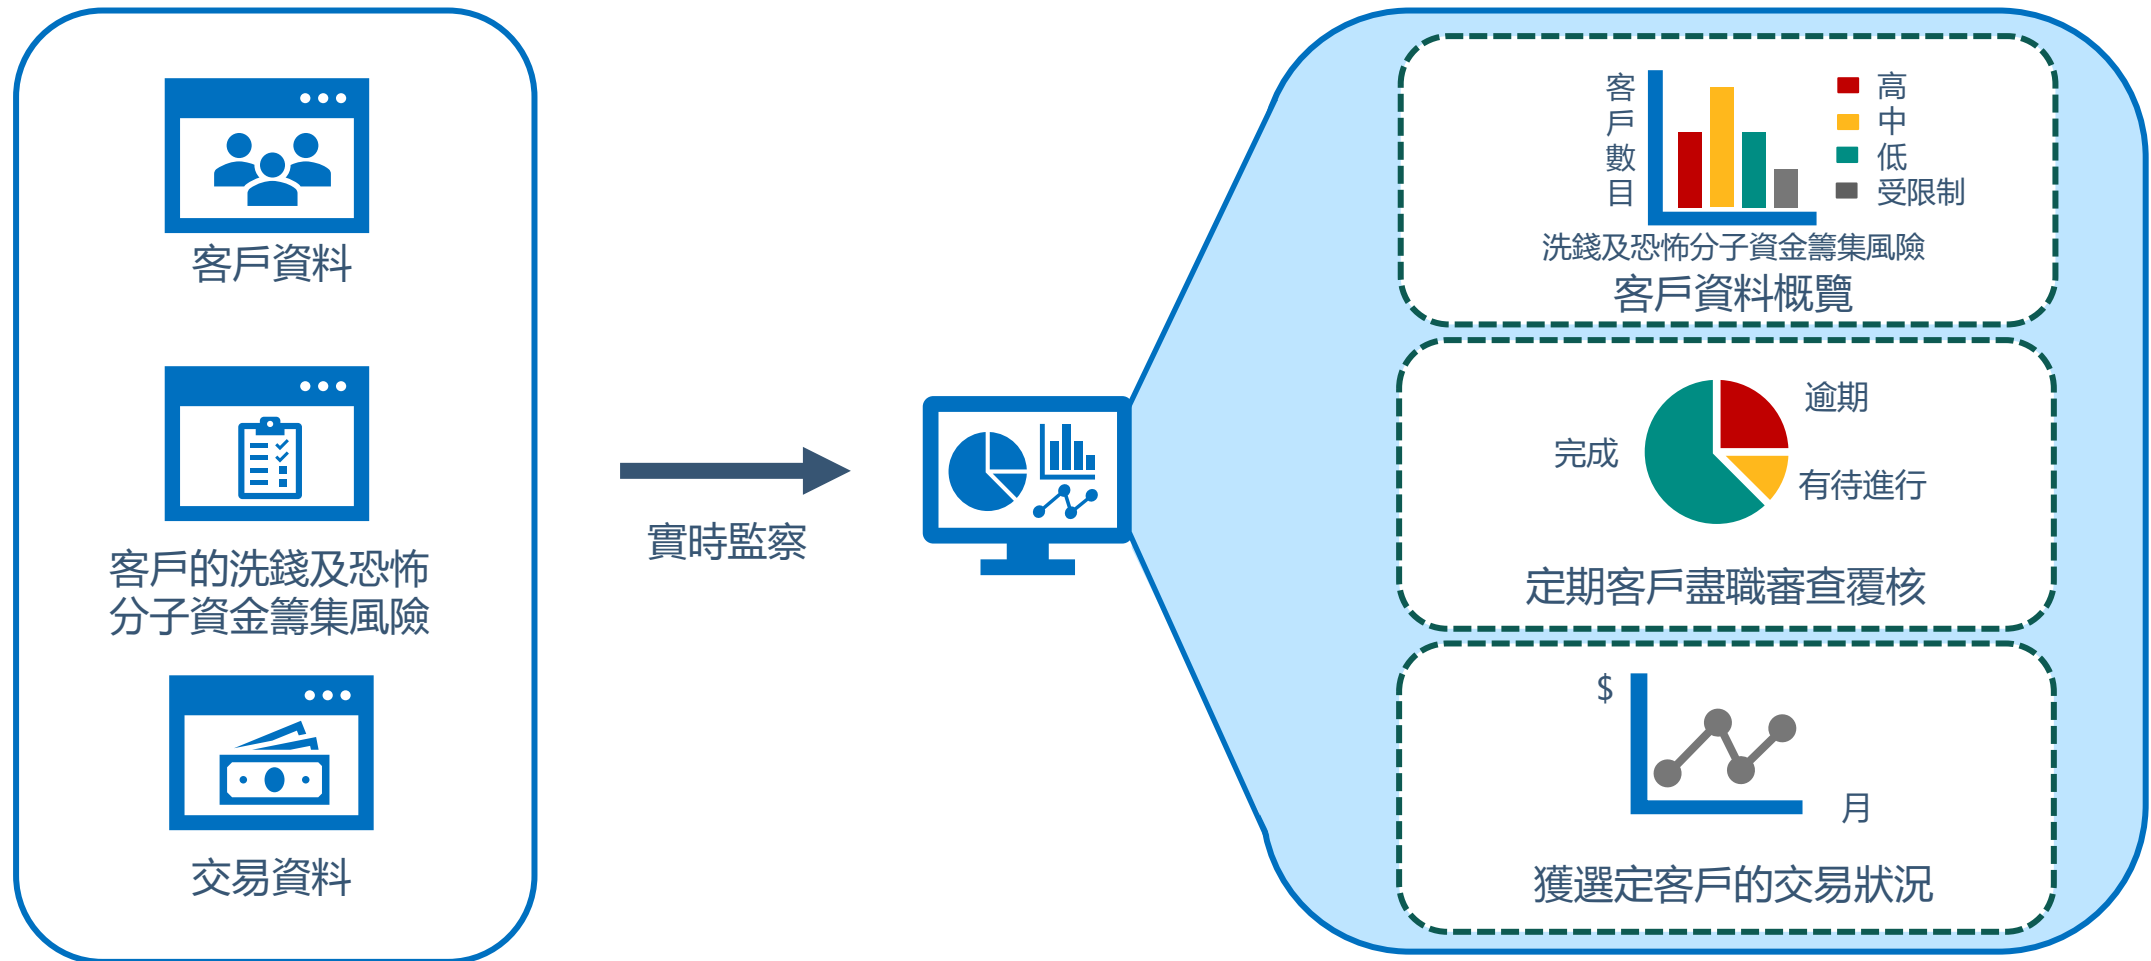 客戶資料
客戶的洗錢及恐怖
分子資金籌集風險
交易資料
實時監察
客戶數目
高
中
低
受限制
洗錢及恐怖分子資金籌集風險
客戶資料概覽
逾期
完成
有待進行
定期客戶盡職審查覆核
$
月
獲選定客戶的交易狀況